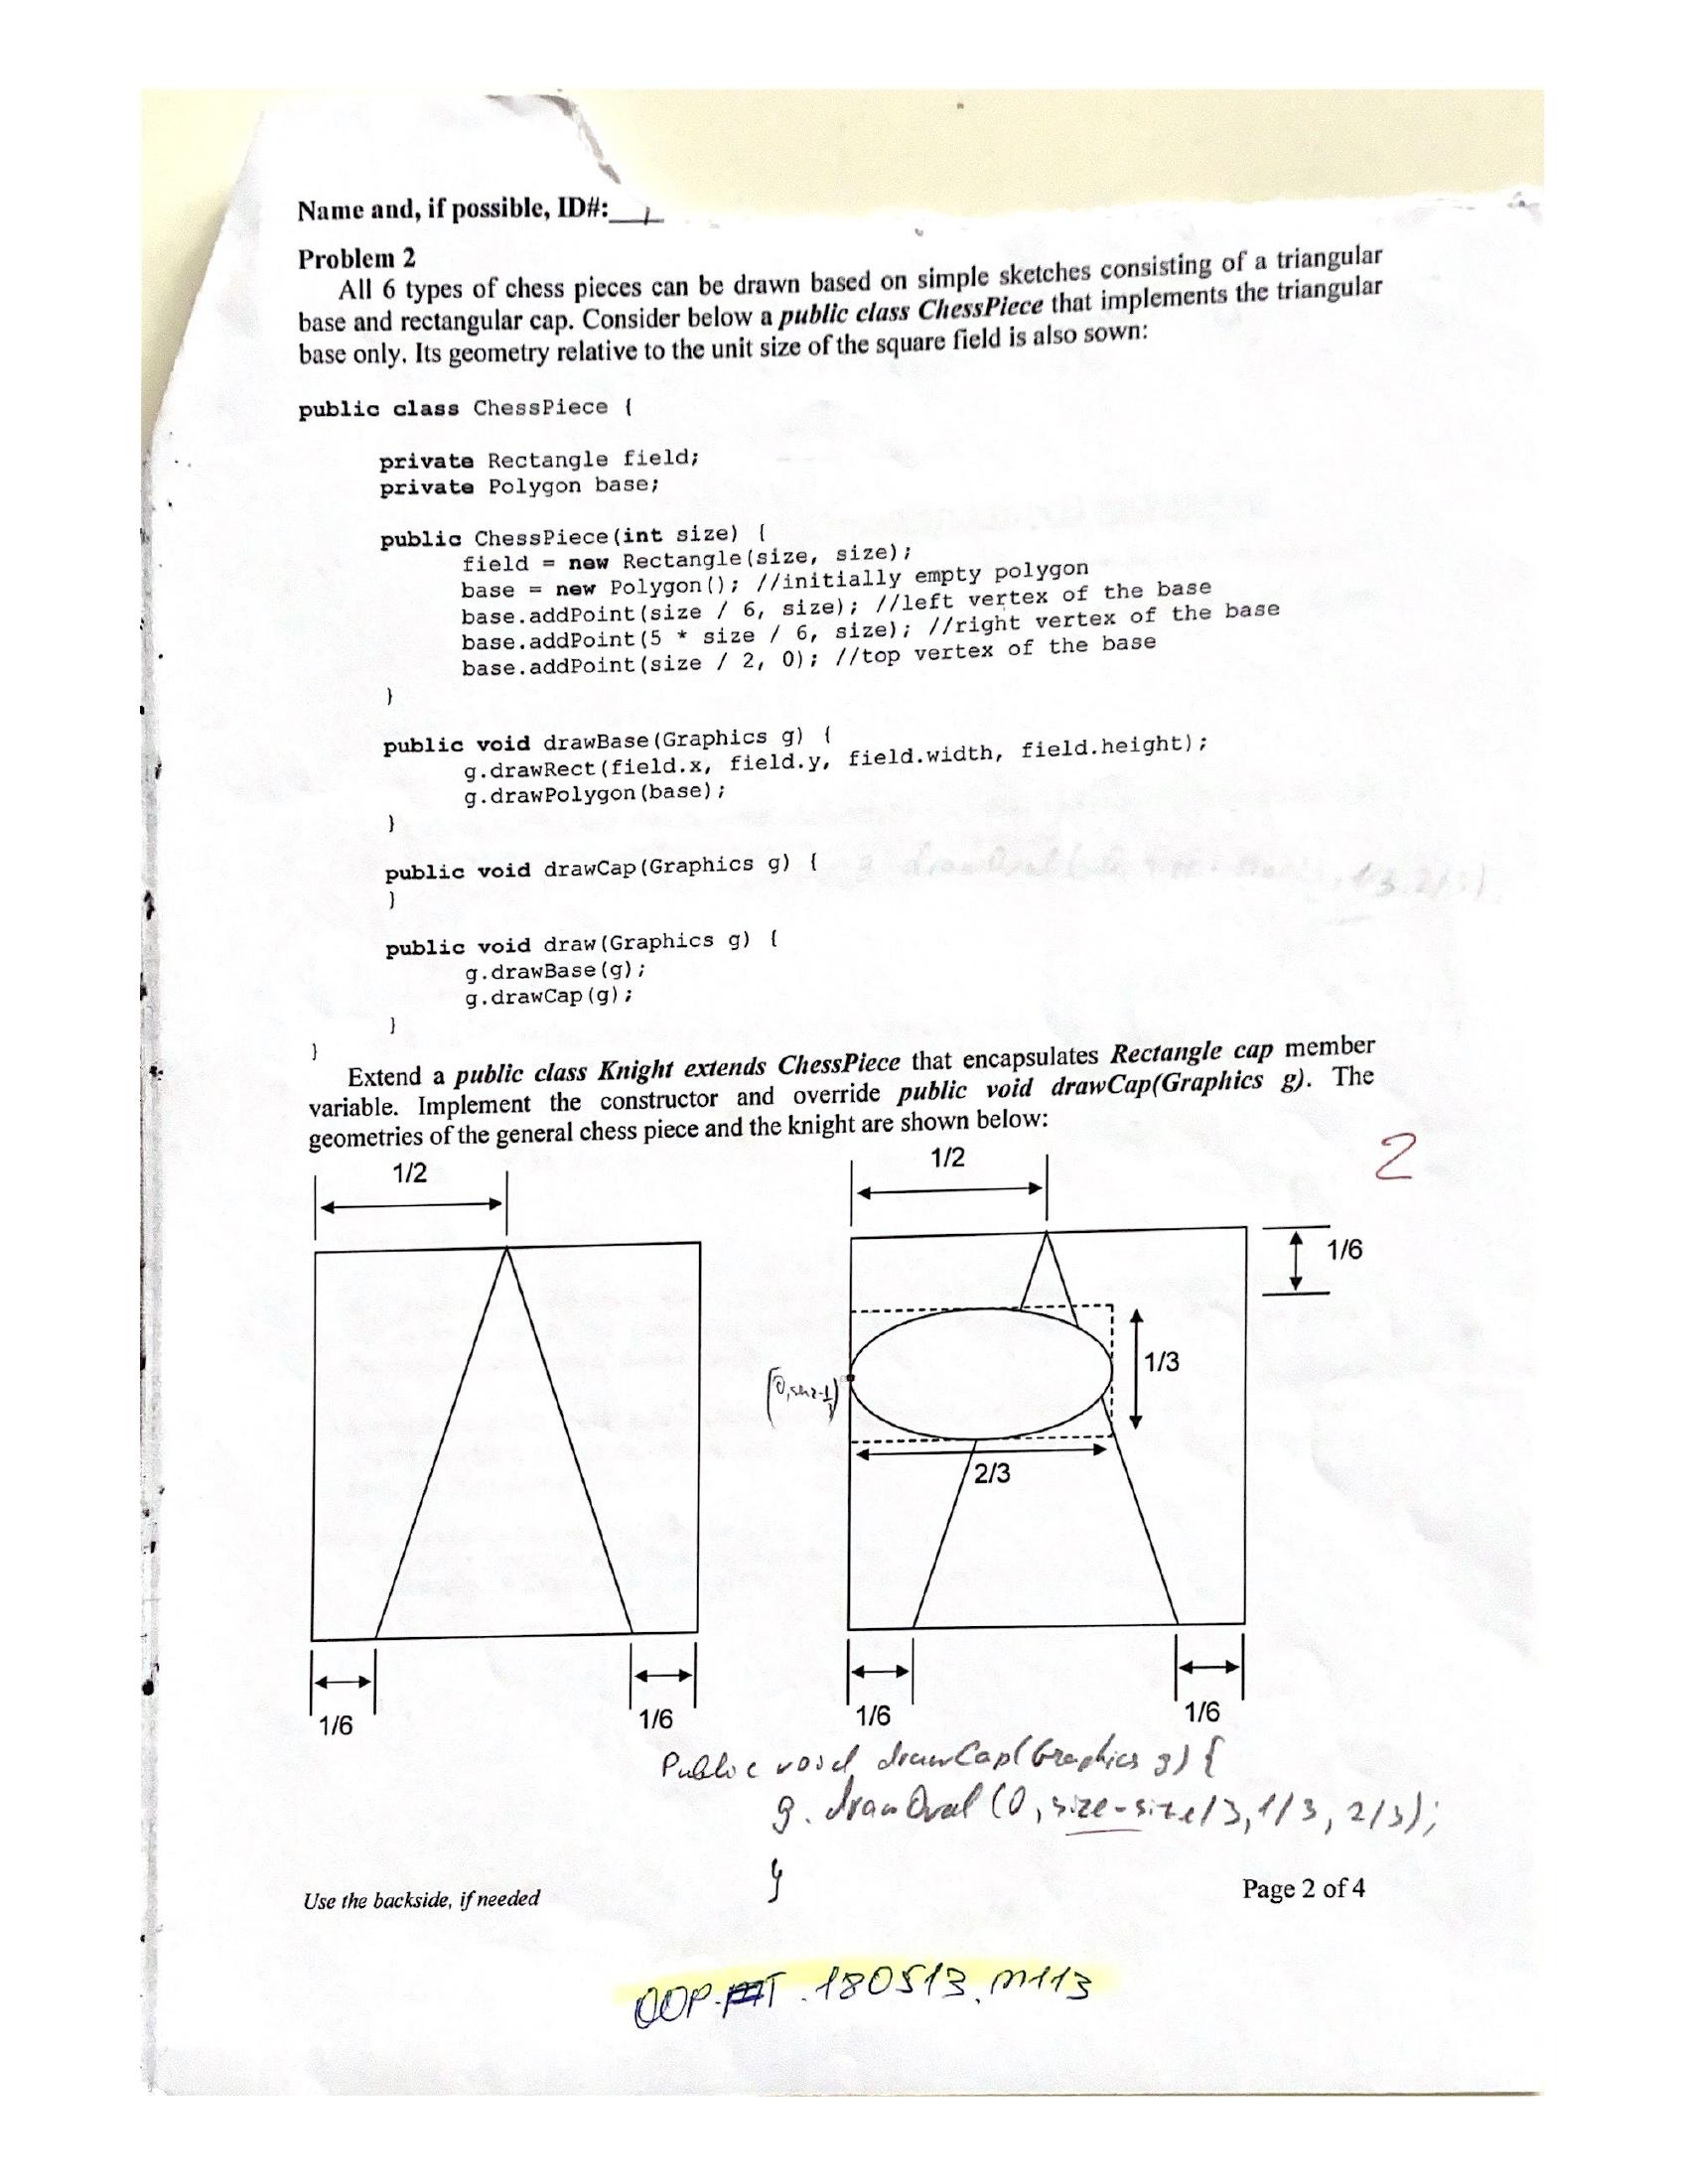 Name and, if possible, ID#:
Problem 2
All 6 types of chess pieces can be drawn based on simple sketches consisting of a triangular
base and rectangular cap. Consider below a public class ChessPiece that implements the triangular
base only. Its geometry relative to the unit size of the square field is also sown:
public class ChessPiece {
private Rectangle field;
private Polygon base;
public ChessPiece(int size) {
field = new Rectangle(size, size);
base = new Polygon(); //initially empty polygon
base.addPoint(size / 6, size); //left vertex of the base
base.addPoint(5 * size / 6, size); //right vertex of the base
base.addPoint(size / 2, 0); //top vertex of the base
}
public void drawBase(Graphics g) {
g.drawRect(field.x, field.y, field.width, field.height);
g.drawPolygon(base);
}
public void drawCap(Graphics g) {
}
public void draw(Graphics g) {
g.drawBase(g);
g.drawCap(g);
}
}
Extend a public class Knight extends ChessPiece that encapsulates Rectangle cap member
variable. Implement the constructor and override public void drawCap(Graphics g). The
geometries of the general chess piece and the knight are shown below:
2
1/2
1/2
1/6
1/3
2/3
1/6
1/6
1/6
1/6
Public void drawCap(Graphics g) {
g. drawOval (0, size-size/3, 1/3, 2/3);
}
Use the backside, if needed
Page 2 of 4
180513.M113